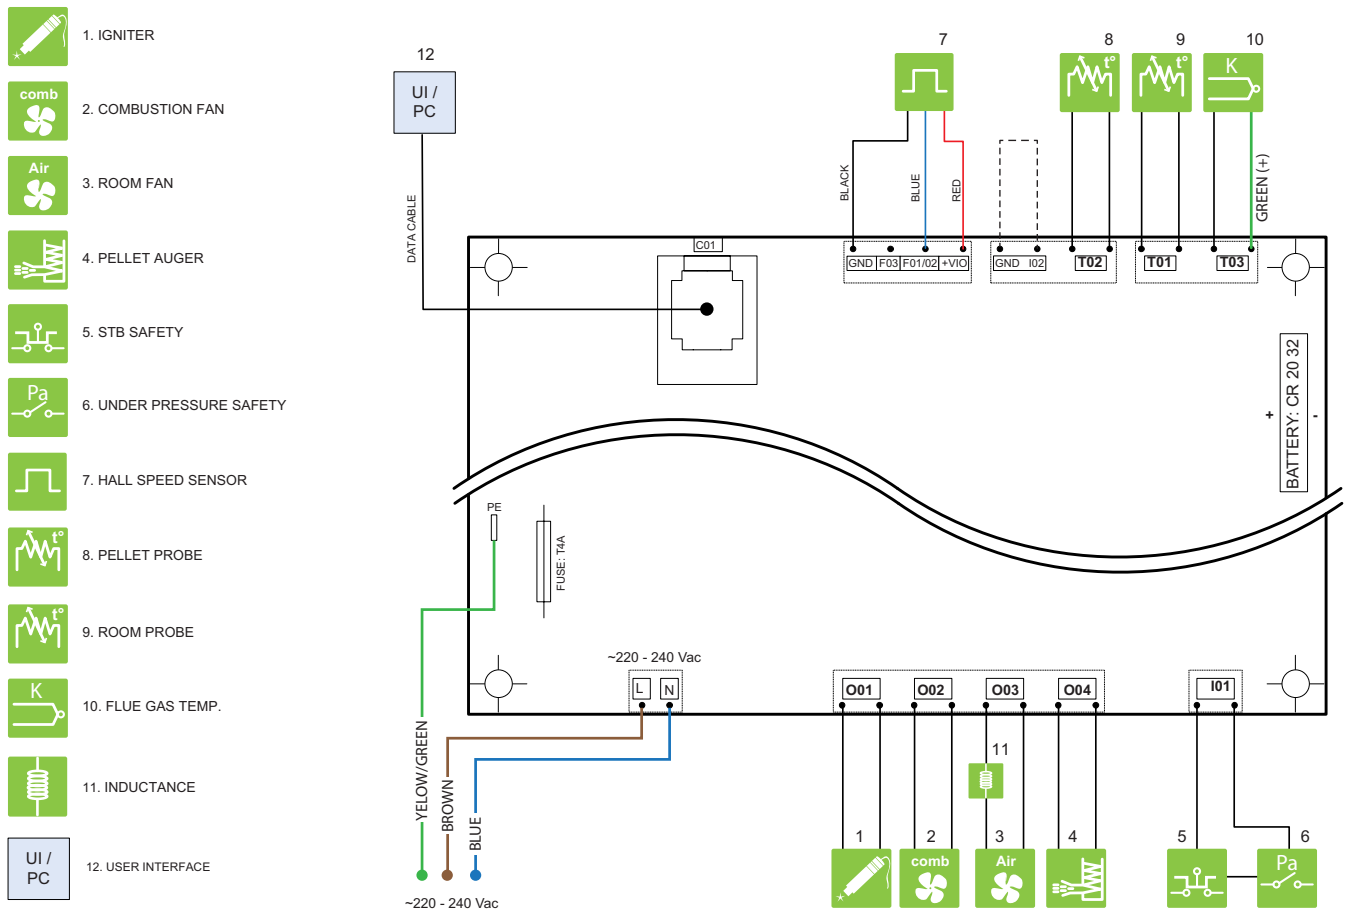 1. IGNITER
comb
2. COMBUSTION FAN
Air
3. ROOM FAN
4. PELLET AUGER
5. STB SAFETY
Pa
6. UNDER PRESSURE SAFETY
7. HALL SPEED SENSOR
t°
8. PELLET PROBE
t°
9. ROOM PROBE
K
10. FLUE GAS TEMP.
11. INDUCTANCE
UI /
PC
12. USER INTERFACE
12
UI /
PC
DATA CABLE
7
8
9
10
t°
t°
K
BLACK
BLUE
RED
GREEN (+)
C01
GND F03 F01/02 +VIO
GND I02
T02
T01
T03
BATTERY: CR 20 32
+
-
PE
FUSE: T4A
~220 - 240 Vac
L N
O01
O02
O03
O04
I01
YELOW/GREEN
BROWN
BLUE
~220 - 240 Vac
11
1
2
3
4
5
6
comb
Air
Pa